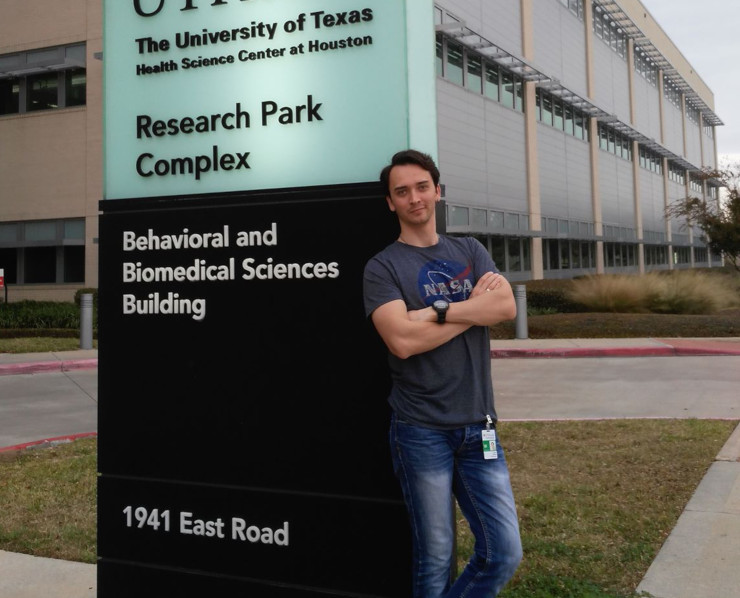 The University of Texas
Health Science Center at Houston
Research Park
Complex
Behavioral and
Biomedical Sciences
Building
NASA
1941 East Road